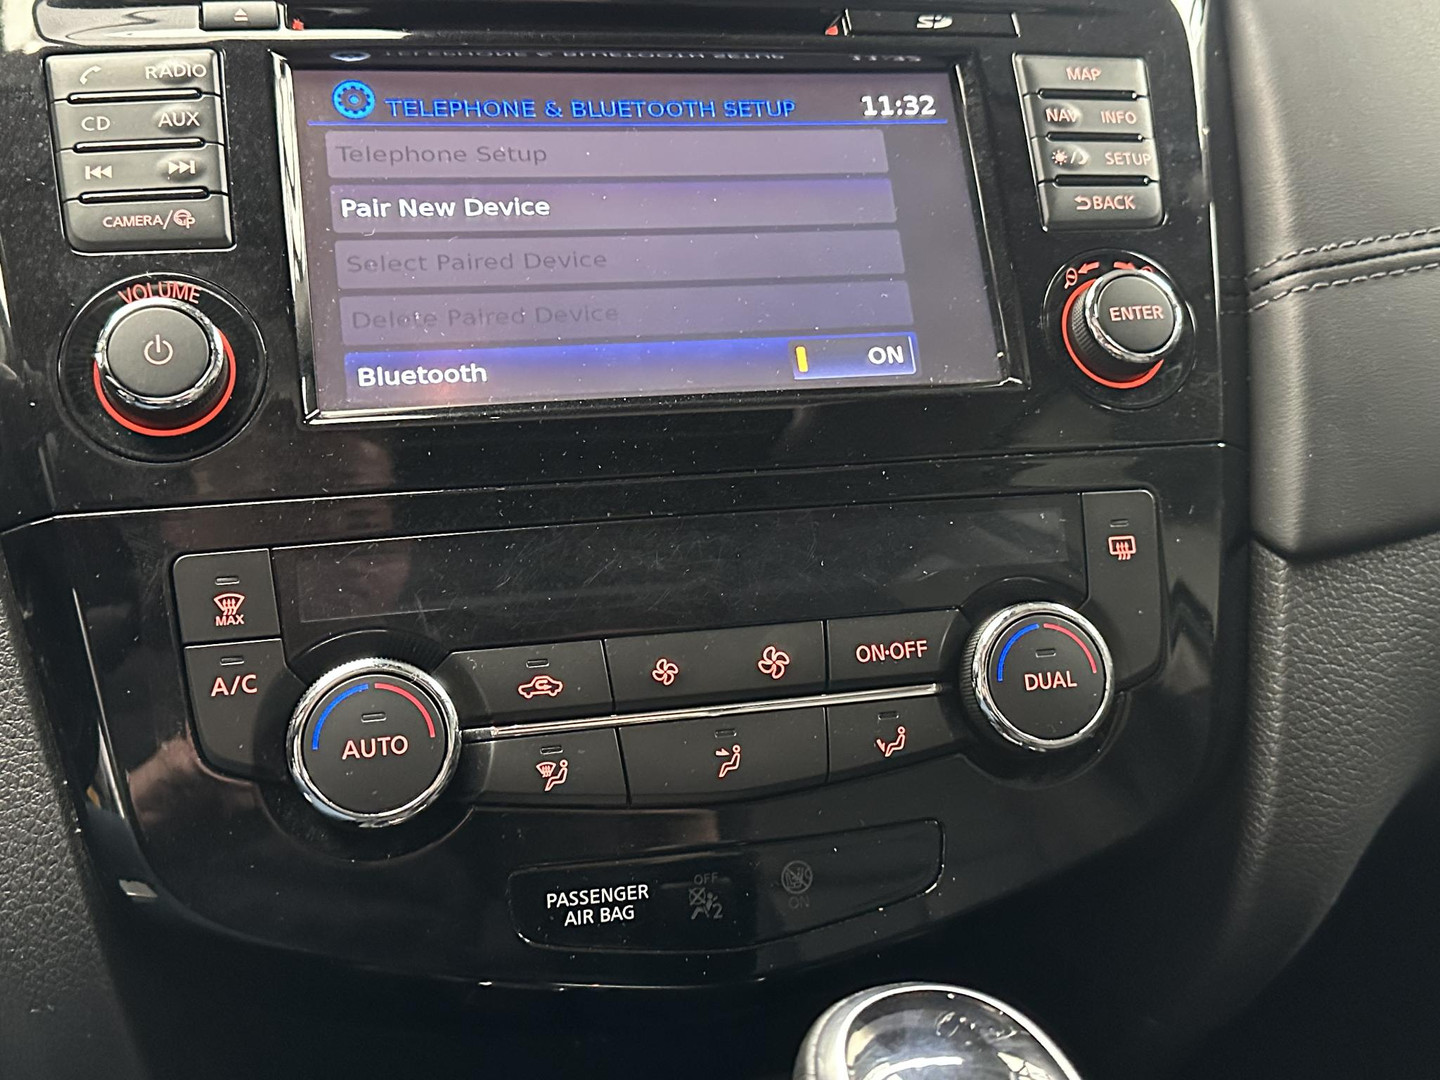 SD
RADIO
CD AUX
CAMERA/
VOLUME
TELEPHONE & BLUETOOTH SETUP 11:32
Telephone Setup
Pair New Device
Select Paired Device
Delete Paired Device
Bluetooth ON
MAP
NAV INFO
SETUP
BACK
ENTER
MAX
A/C
AUTO
ON·OFF
DUAL
PASSENGER
AIR BAG
OFF
2
ON